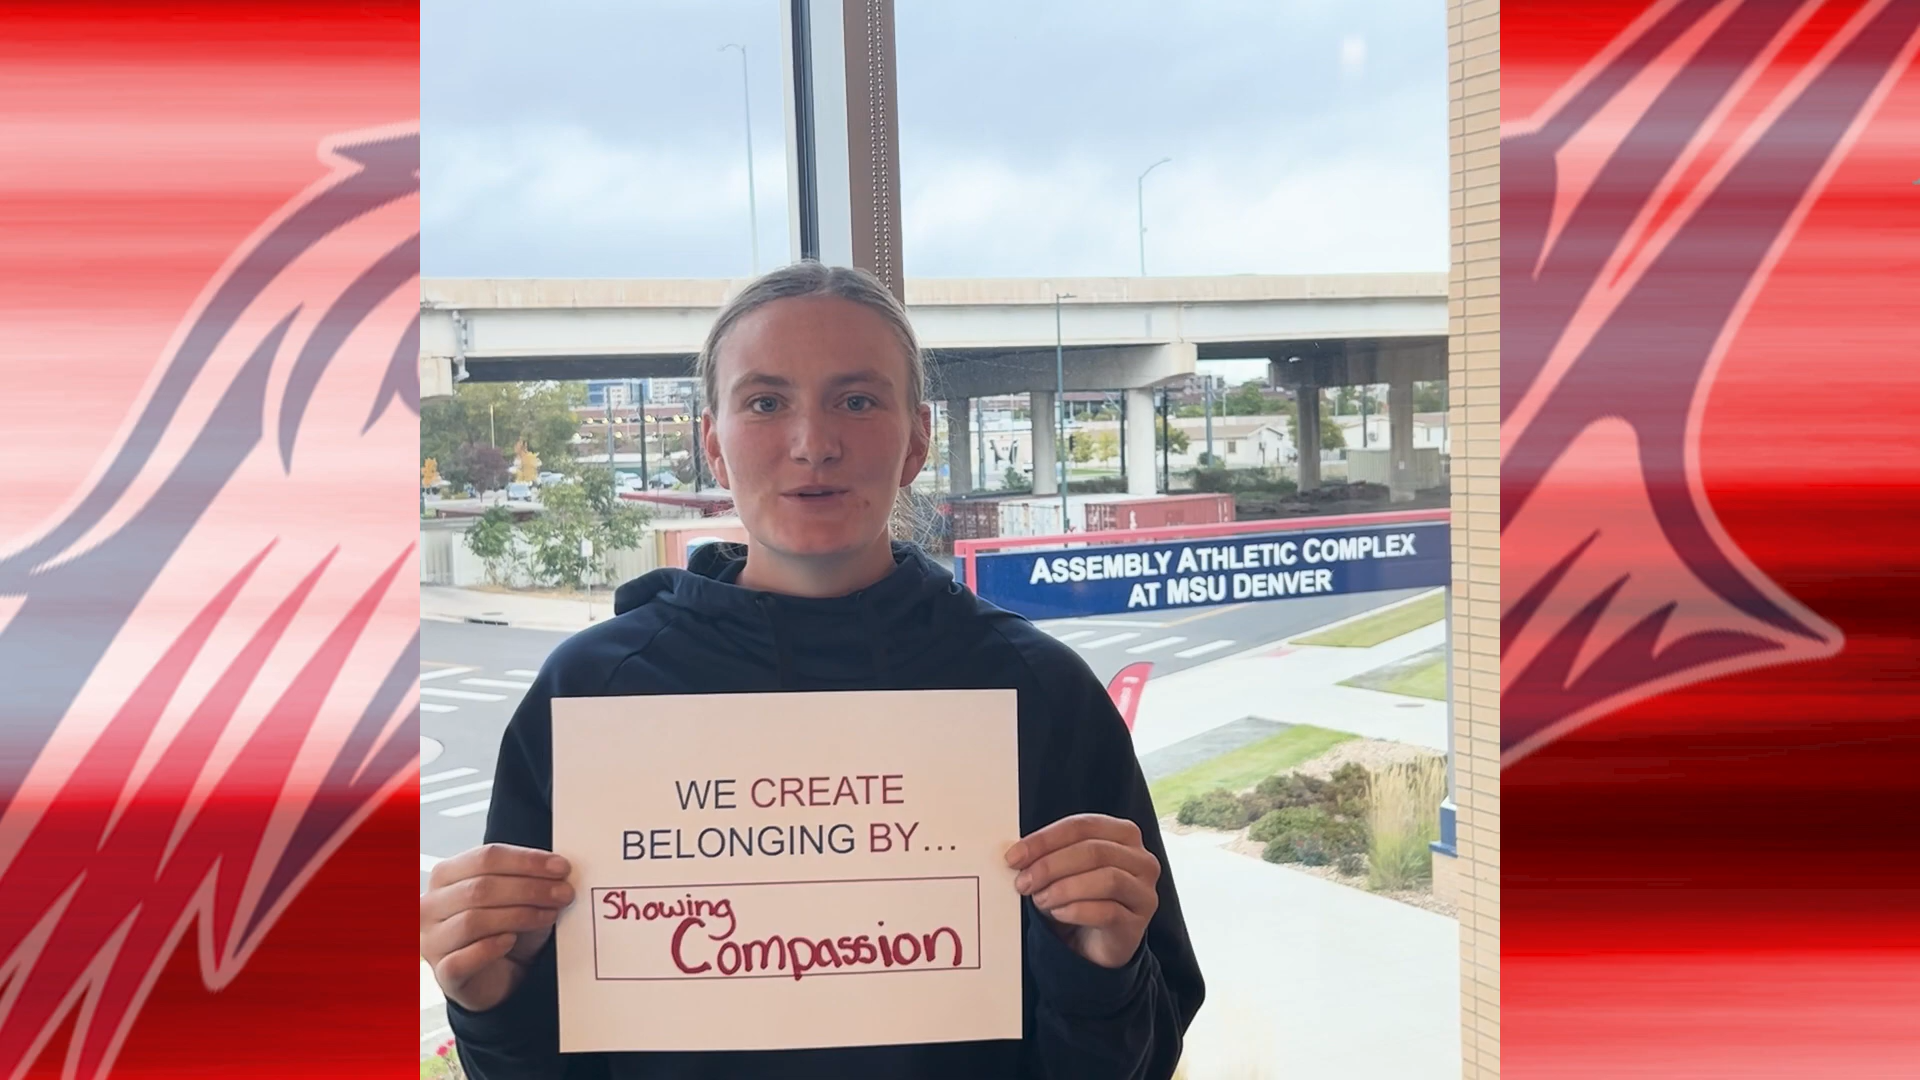 ASSEMBLY ATHLETIC COMPLEX
AT MSU DENVER
WE CREATE
BELONGING BY...
Showing
Compassion